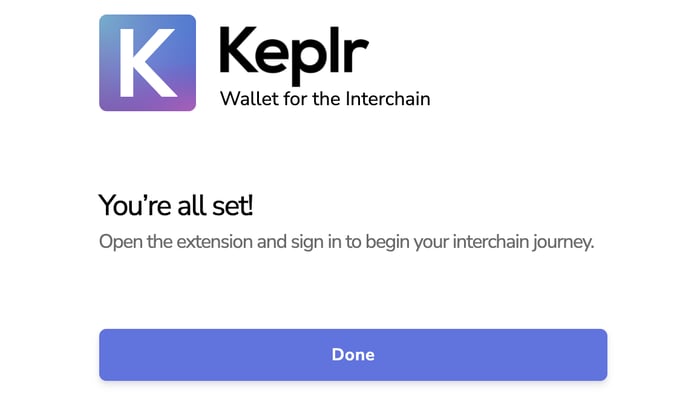 K
Keplr
Wallet for the Interchain
You're all set!
Open the extension and sign in to begin your interchain journey.
Done